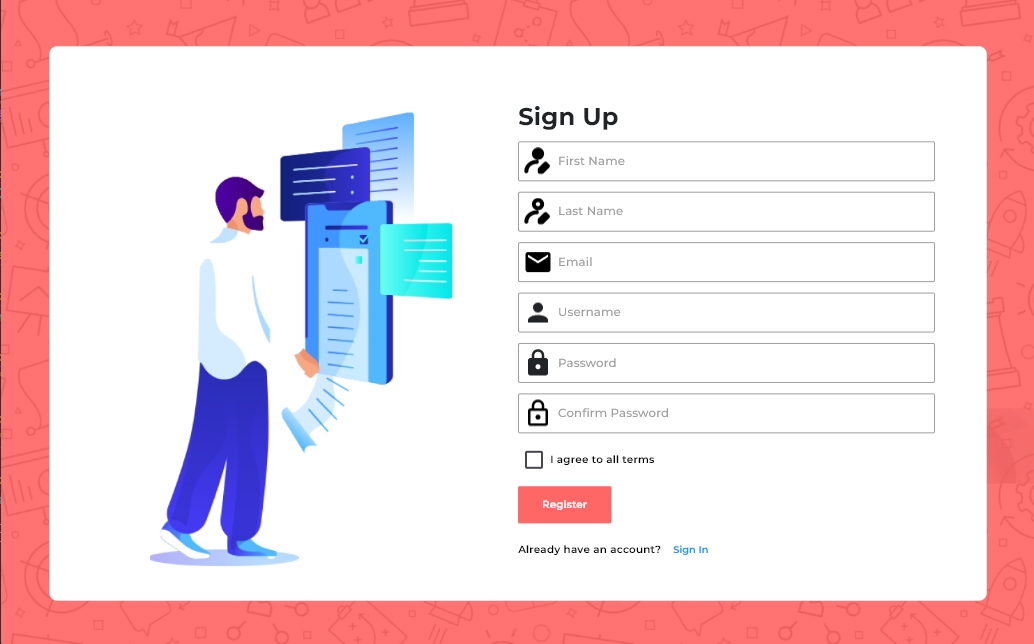 Sign Up
First Name
Last Name
Email
Username
Password
Confirm Password
I agree to all terms
Register
Already have an account? Sign In